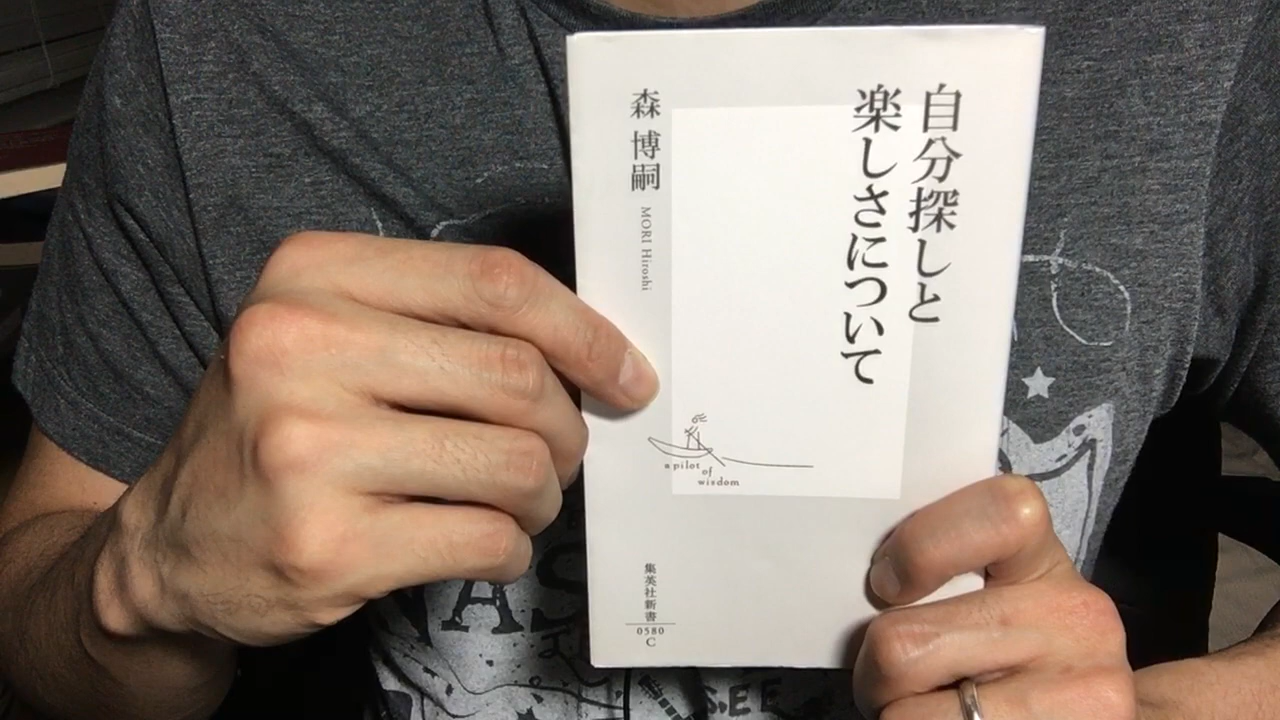 自分探しと
楽しさについて
森 博嗣
MORI Hiroshi
a pilot
of
wisdom
集英社新書
0580
C
SEE